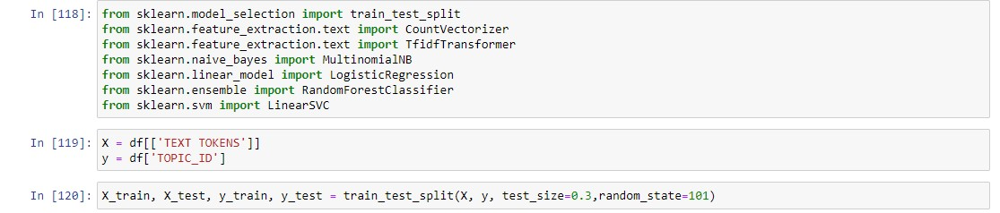 In [118]: from sklearn.model_selection import train_test_split
from sklearn.feature_extraction.text import CountVectorizer
from sklearn.feature_extraction.text import TfidfTransformer
from sklearn.naive_bayes import MultinomialNB
from sklearn.linear_model import LogisticRegression
from sklearn.ensemble import RandomForestClassifier
from sklearn.svm import LinearSVC
In [119]: X = df[['TEXT TOKENS']]
y = df['TOPIC_ID']
In [120]: X_train, X_test, y_train, y_test = train_test_split(X, y, test_size=0.3,random_state=101)